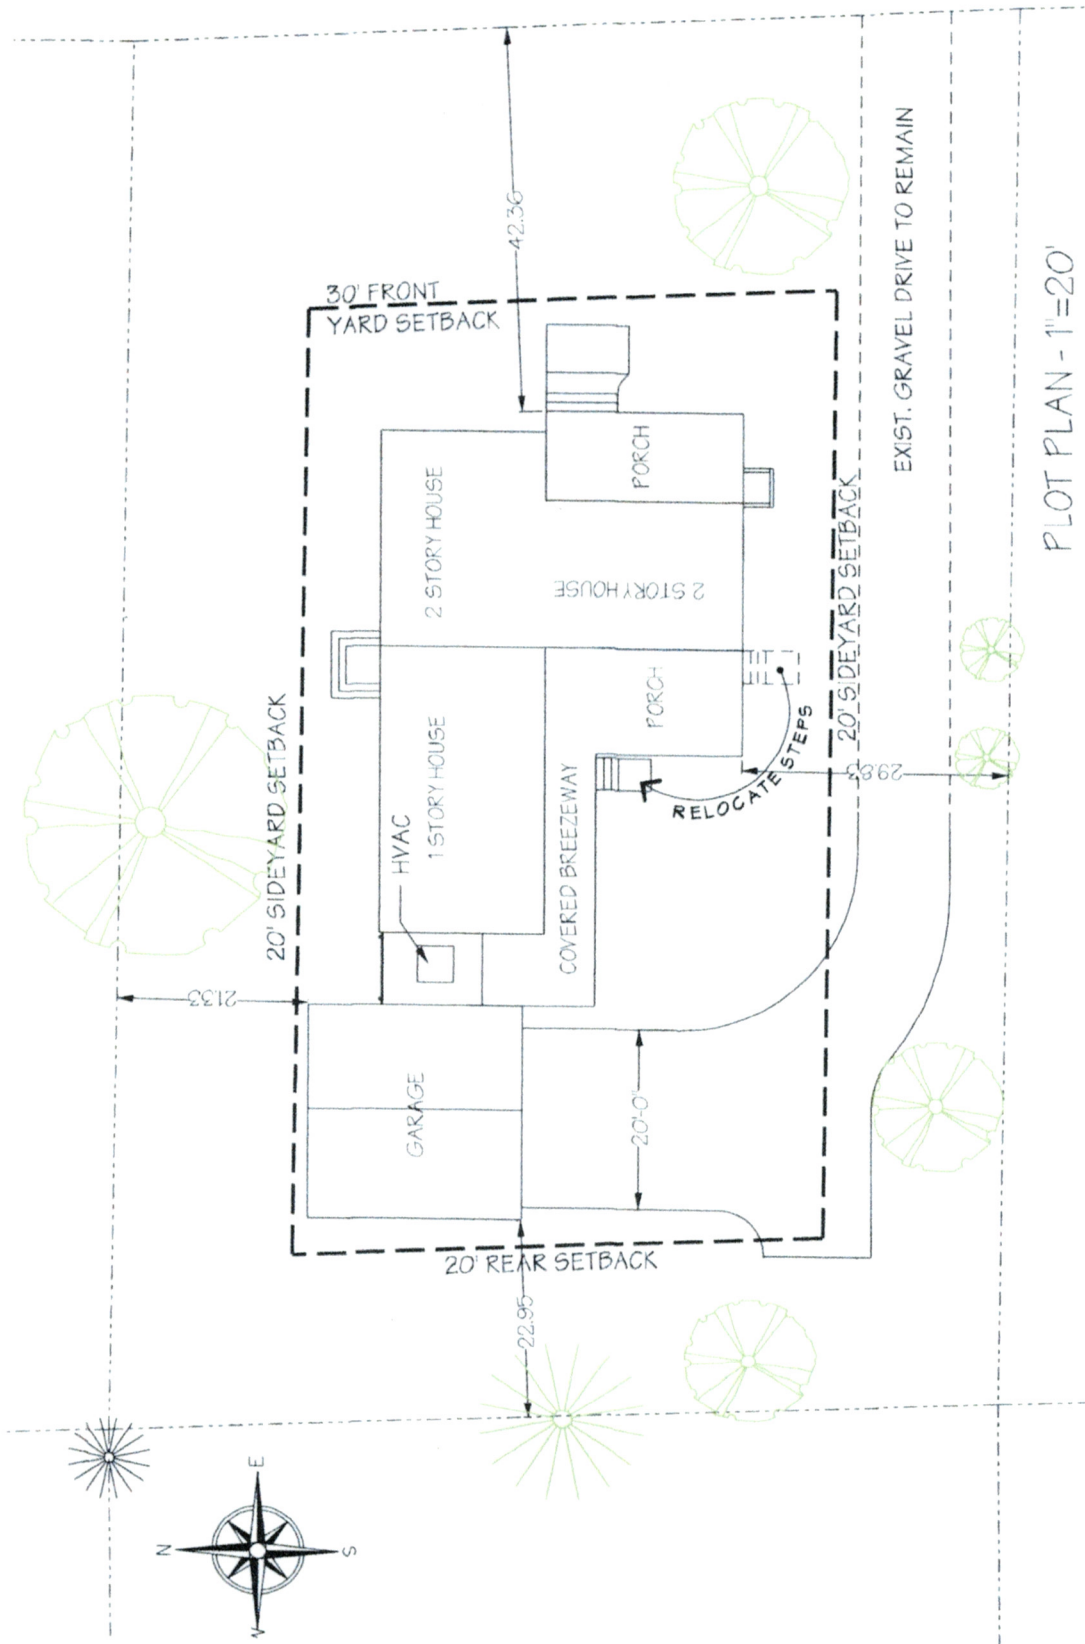 42.36
30' FRONT
YARD SETBACK
EXIST. GRAVEL DRIVE TO REMAIN
PLOT PLAN - 1"=20'
PORCH
2 STORY HOUSE
2 STORY HOUSE
20' SIDEYARD SETBACK
20' SIDEYARD SETBACK
PORCH
1 STORY HOUSE
HVAC
COVERED BREEZEWAY
RELOCATE STEPS
29.83
21.33
GARAGE
20'-0"
20' REAR SETBACK
22.95
N
E
S
W